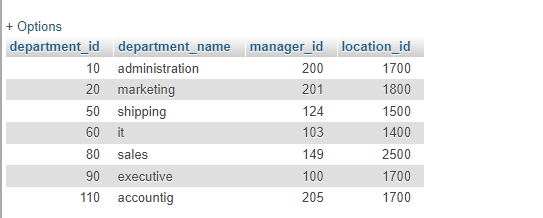 + Options
department_id department_name manager_id location_id
10 administration 200 1700
20 marketing 201 1800
50 shipping 124 1500
60 it 103 1400
80 sales 149 2500
90 executive 100 1700
110 accountig 205 1700